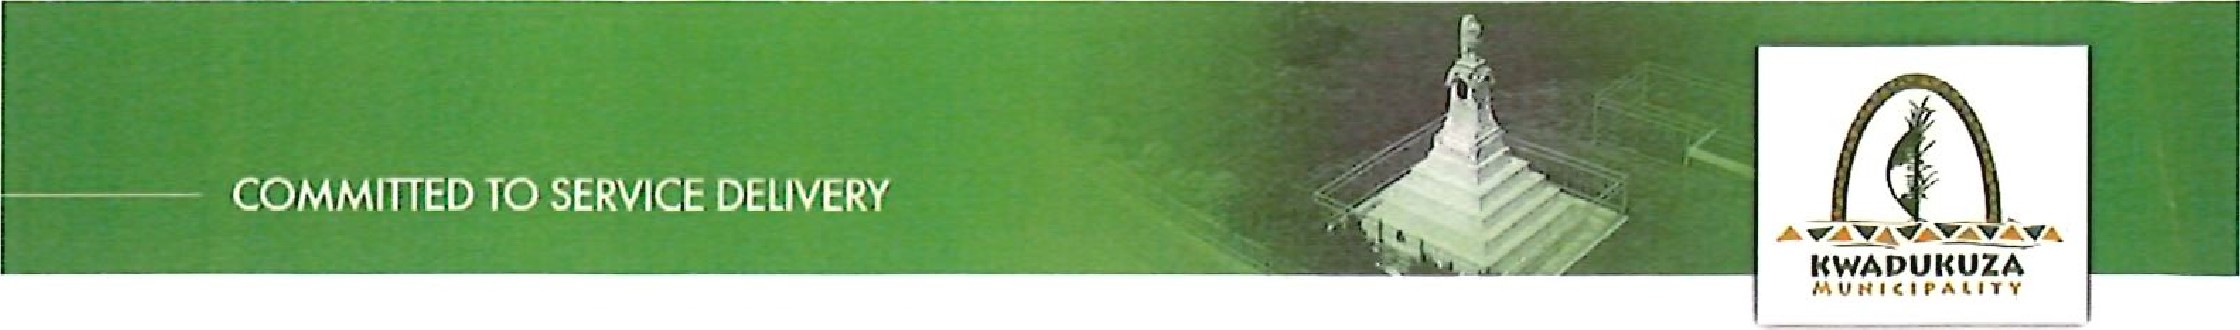 COMMITTED TO SERVICE DELIVERY
KWADUKUZA
MUNICIPALITY